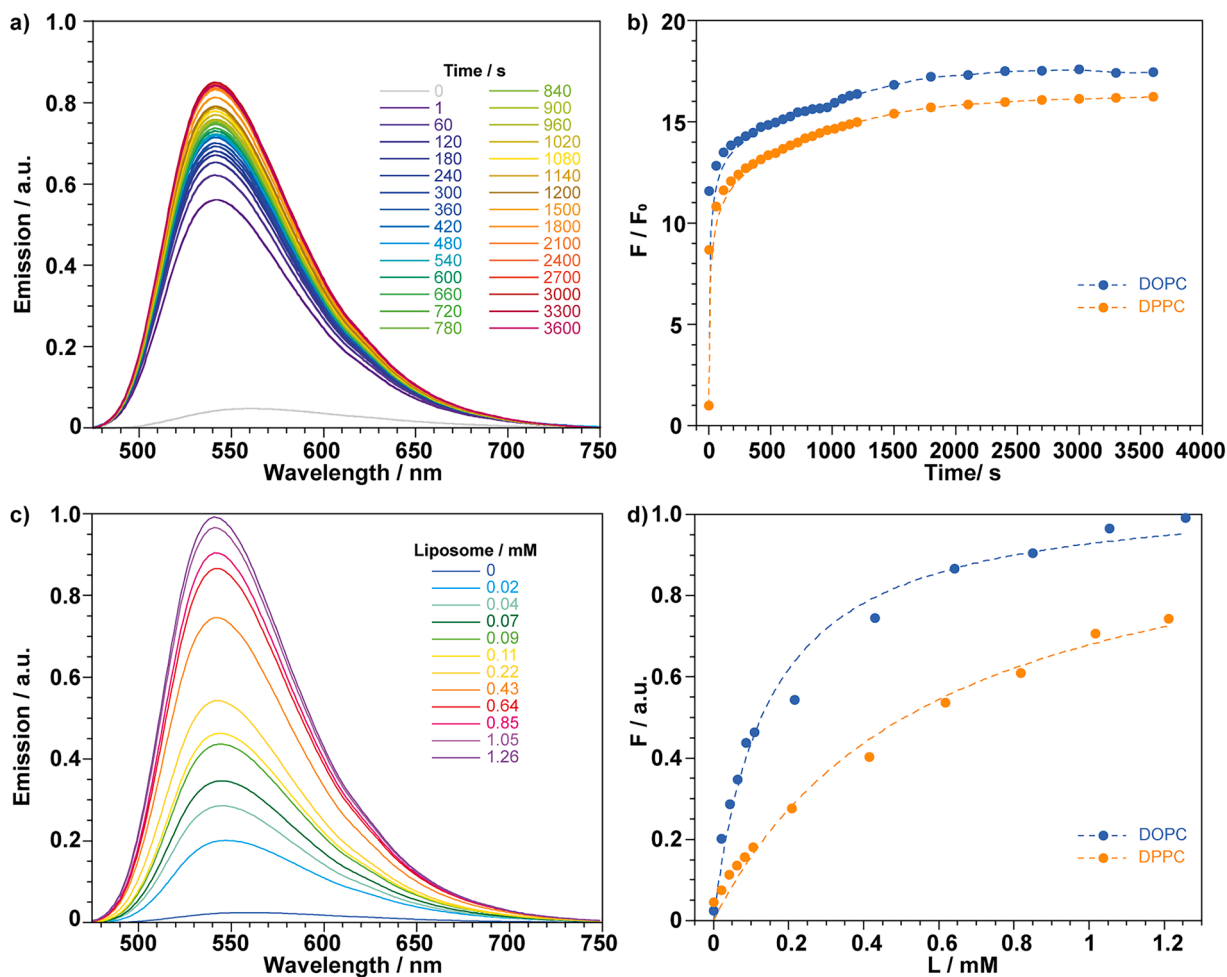 a)
1.0
0.8
0.6
0.4
0.2
0
Emission / a.u.
500 550 600 650 700 750
Wavelength / nm
Time / s
0 840
1 900
60 960
120 1020
180 1080
240 1140
300 1200
360 1500
420 1800
480 2100
540 2400
600 2700
660 3000
720 3300
780 3600
b)
20
15
10
5
0
F / F₀
0 500 1000 1500 2000 2500 3000 3500 4000
Time/ s
DOPC
DPPC
c)
1.0
0.8
0.6
0.4
0.2
0
Emission / a.u.
500 550 600 650 700 750
Wavelength / nm
Liposome / mM
0
0.02
0.04
0.07
0.09
0.11
0.22
0.43
0.64
0.85
1.05
1.26
d)
1.0
0.8
0.6
0.4
0.2
0
F / a.u.
0 0.2 0.4 0.6 0.8 1 1.2
L / mM
DOPC
DPPC